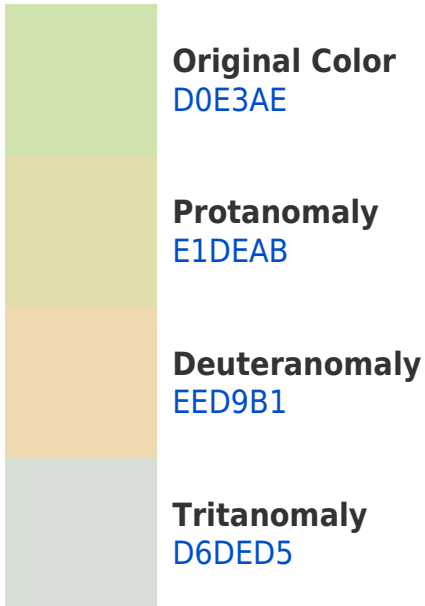 Original Color
D0E3AE
Protanomaly
E1DEAB
Deuteranomaly
EED9B1
Tritanomaly
D6DED5